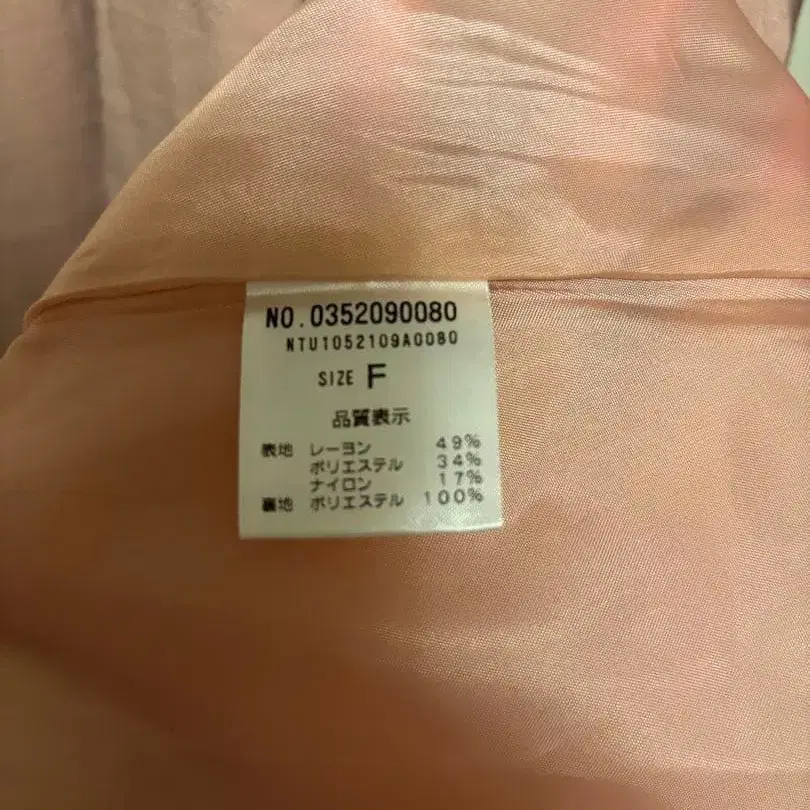 NO.0352090080
NTU1052109A0080
SIZE F
品質表示
表地 レーヨン 49%
ポリエステル 34%
ナイロン 17%
裏地 ポリエステル 100%